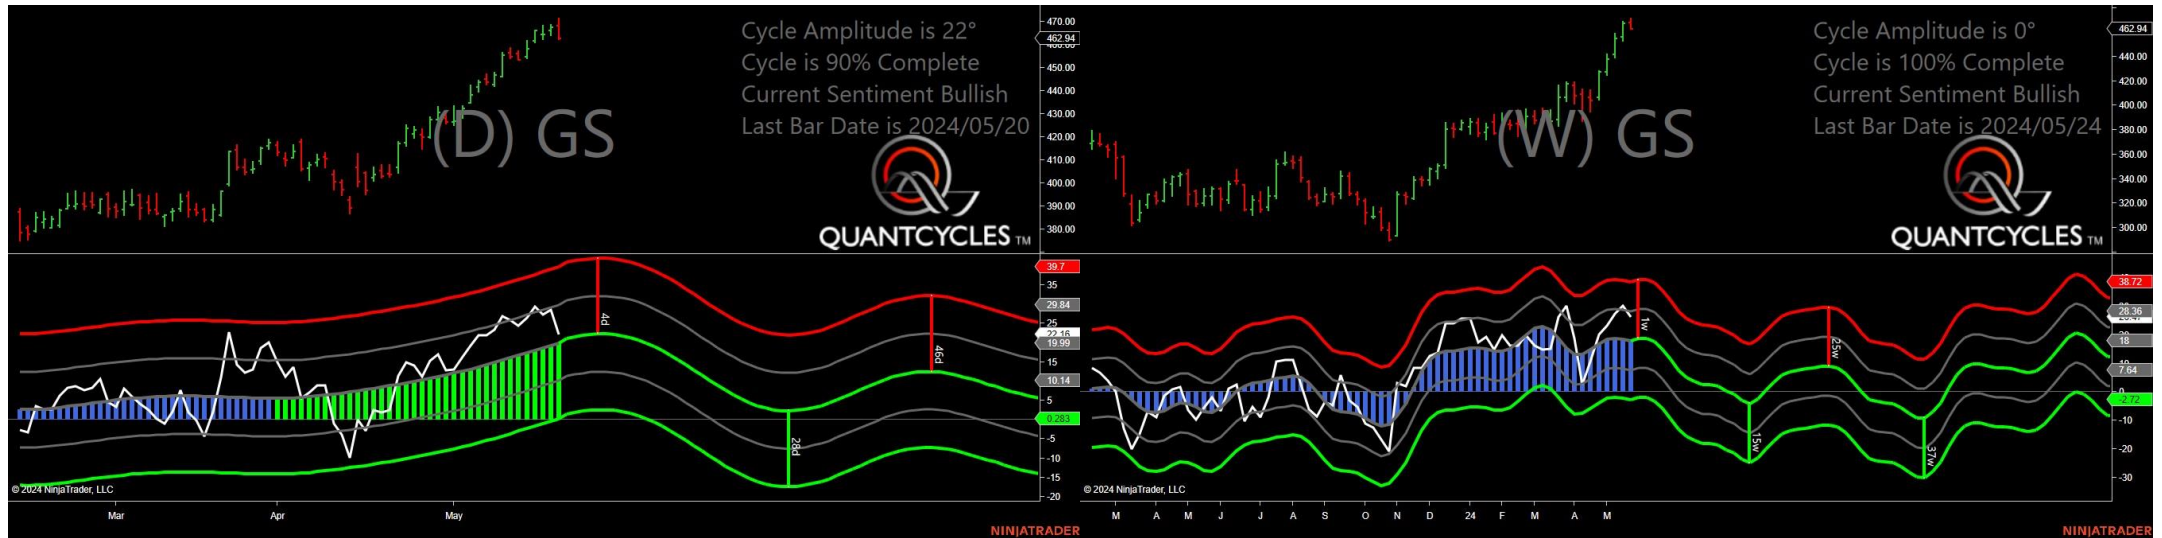 Cycle Amplitude is 22°
Cycle is 90% Complete
Current Sentiment Bullish
Last Bar Date is 2024/05/20
(D) GS
QUANTCYCLES TM
470.00
462.94
450.00
440.00
430.00
420.00
410.00
400.00
390.00
380.00
39.7
35
29.84
25
22.16
19.99
15
10.14
5
0.283
-5
-10
-15
-20
4d
28d
46d
© 2024 NinjaTrader, LLC
Mar Apr May
NINJATRADER
Cycle Amplitude is 0°
Cycle is 100% Complete
Current Sentiment Bullish
Last Bar Date is 2024/05/24
(W) GS
QUANTCYCLES TM
462.94
440.00
420.00
400.00
380.00
360.00
340.00
320.00
300.00
38.72
28.36
18
7.64
0
-2.72
-10
-20
-30
1w
15w
25w
37w
© 2024 NinjaTrader, LLC
M A M J J A S O N D 24 F M A M
NINJATRADER